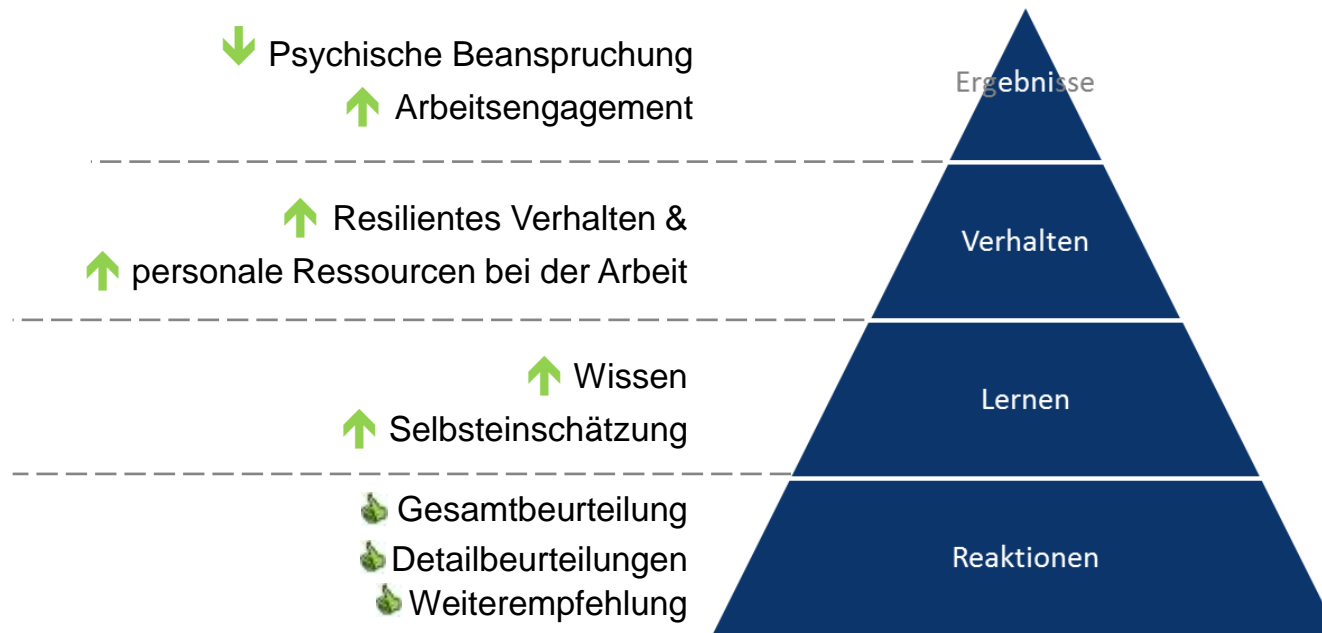 Psychische Beanspruchung
Arbeitsengagement
Ergebnisse
Resilientes Verhalten &
personale Ressourcen bei der Arbeit
Verhalten
Wissen
Selbsteinschätzung
Lernen
Gesamtbeurteilung
Detailbeurteilungen
Weiterempfehlung
Reaktionen